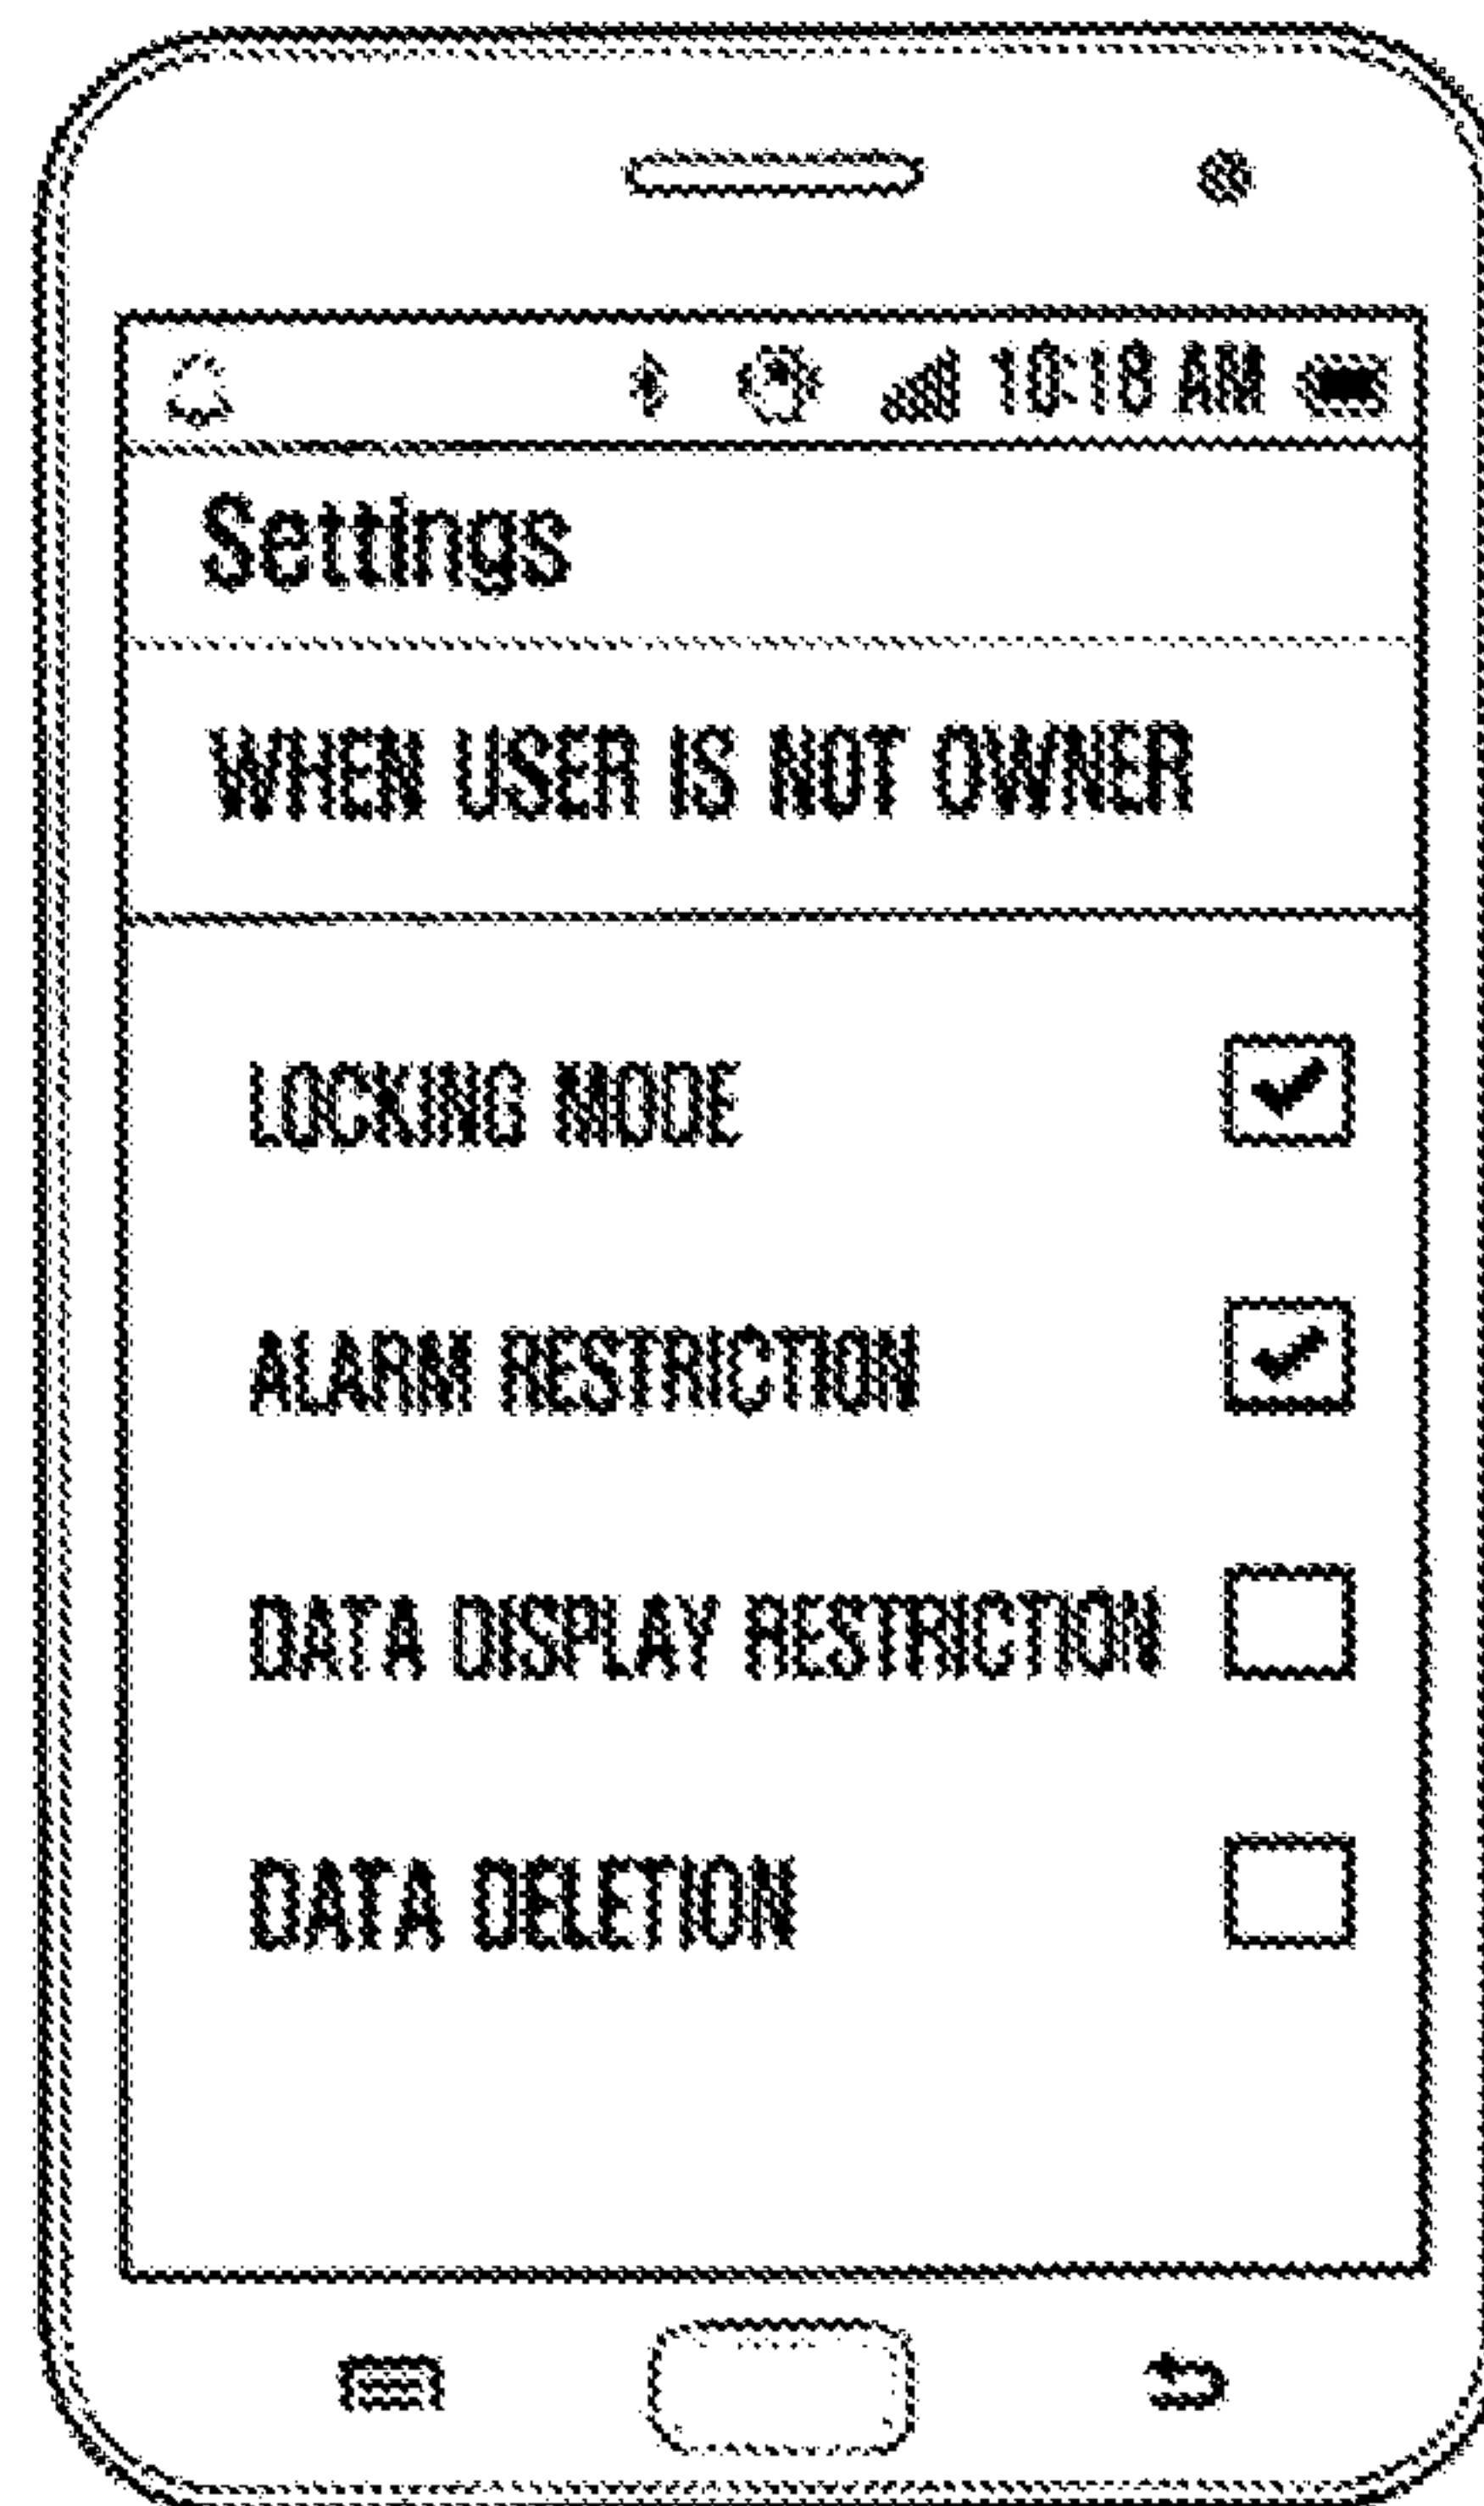 10:18 AM
Settings
WHEN USER IS NOT OWNER
LOCKING MODE
ALARM RESTRICTION
DATA DISPLAY RESTRICTION
DATA DELETION